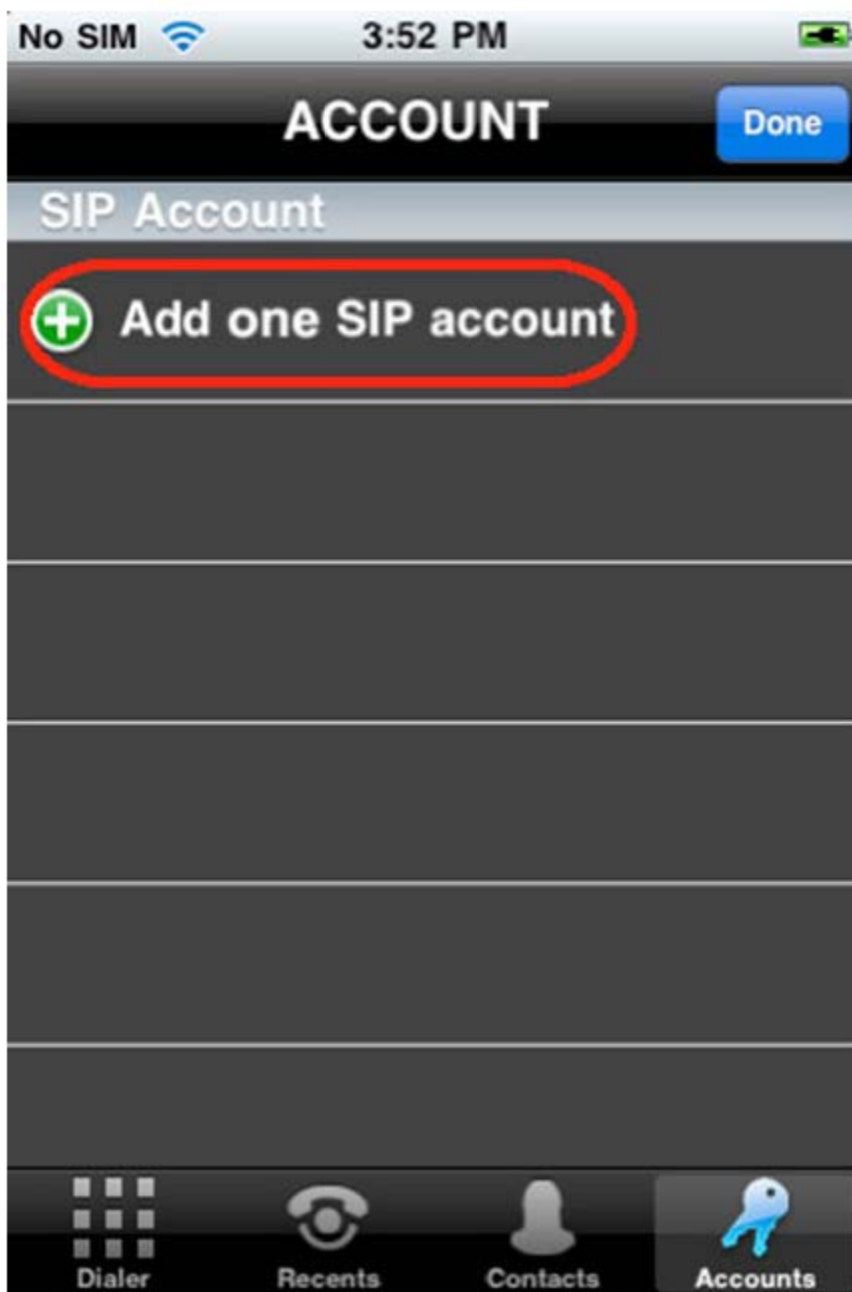 No SIM 3:52 PM
ACCOUNT Done
SIP Account
Add one SIP account
Dialer Recents Contacts Accounts